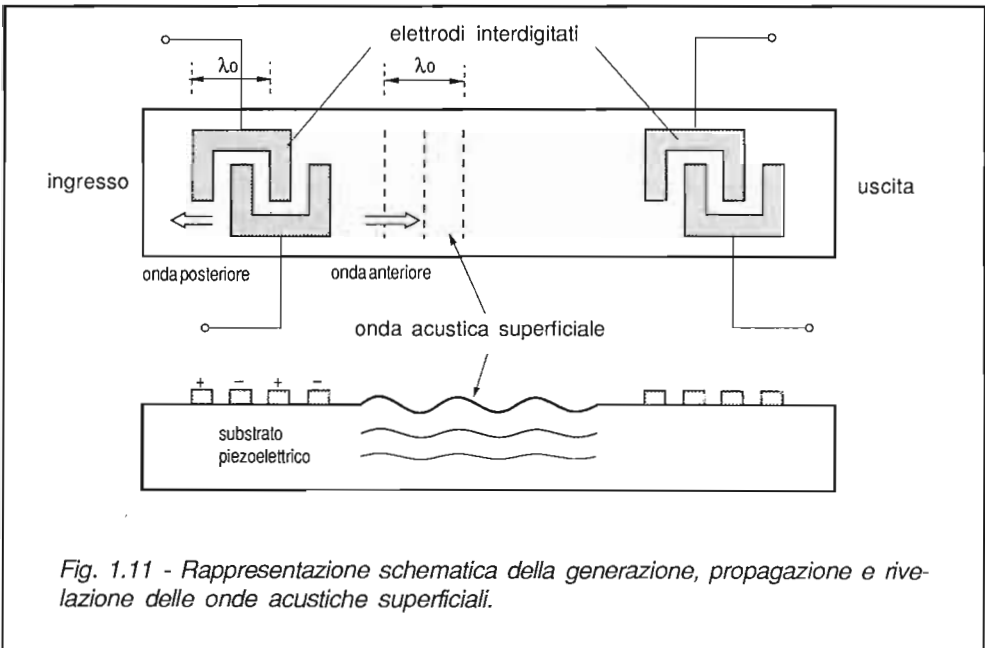 elettrodi interdigitati
λo
λo
ingresso
uscita
onda posteriore
onda anteriore
onda acustica superficiale
+ - + -
substrato
piezoelettrico
Fig. 1.11 - Rappresentazione schematica della generazione, propagazione e rive-
lazione delle onde acustiche superficiali.